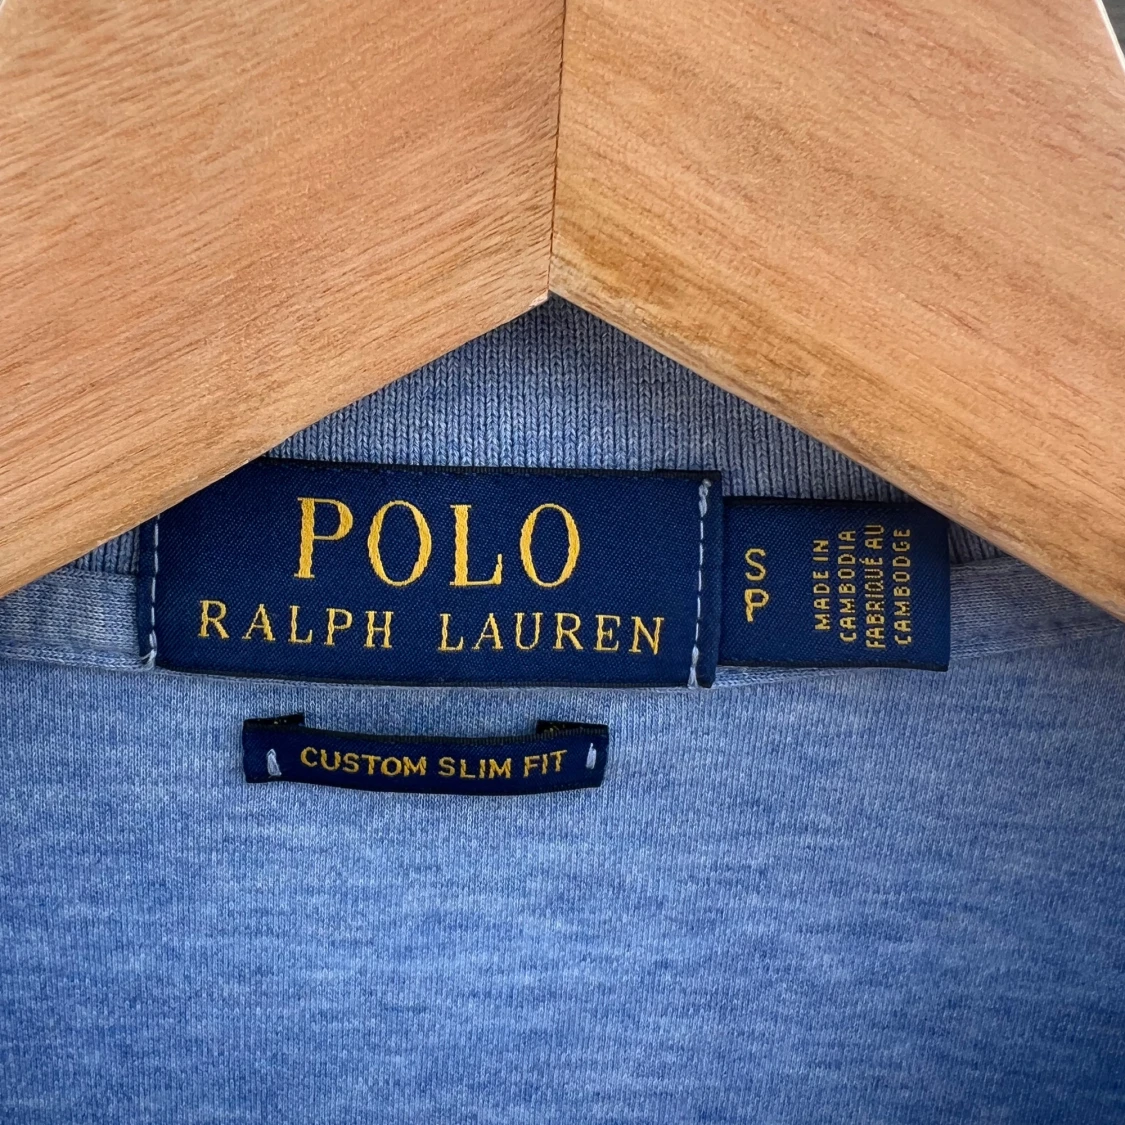 POLO
RALPH LAUREN
S
P
MADE IN
CAMBODIA
FABRIQUÉ AU
CAMBODGE
CUSTOM SLIM FIT